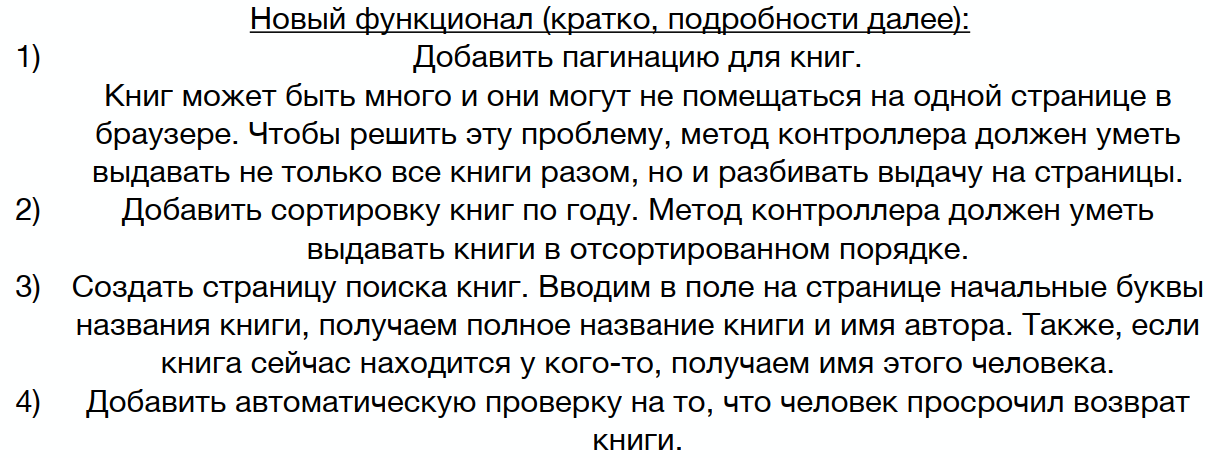 Новый функционал (кратко, подробности далее):
1) Добавить пагинацию для книг.
Книг может быть много и они могут не помещаться на одной странице в
браузере. Чтобы решить эту проблему, метод контроллера должен уметь
выдавать не только все книги разом, но и разбивать выдачу на страницы.
2) Добавить сортировку книг по году. Метод контроллера должен уметь
выдавать книги в отсортированном порядке.
3) Создать страницу поиска книг. Вводим в поле на странице начальные буквы
названия книги, получаем полное название книги и имя автора. Также, если
книга сейчас находится у кого-то, получаем имя этого человека.
4) Добавить автоматическую проверку на то, что человек просрочил возврат
книги.